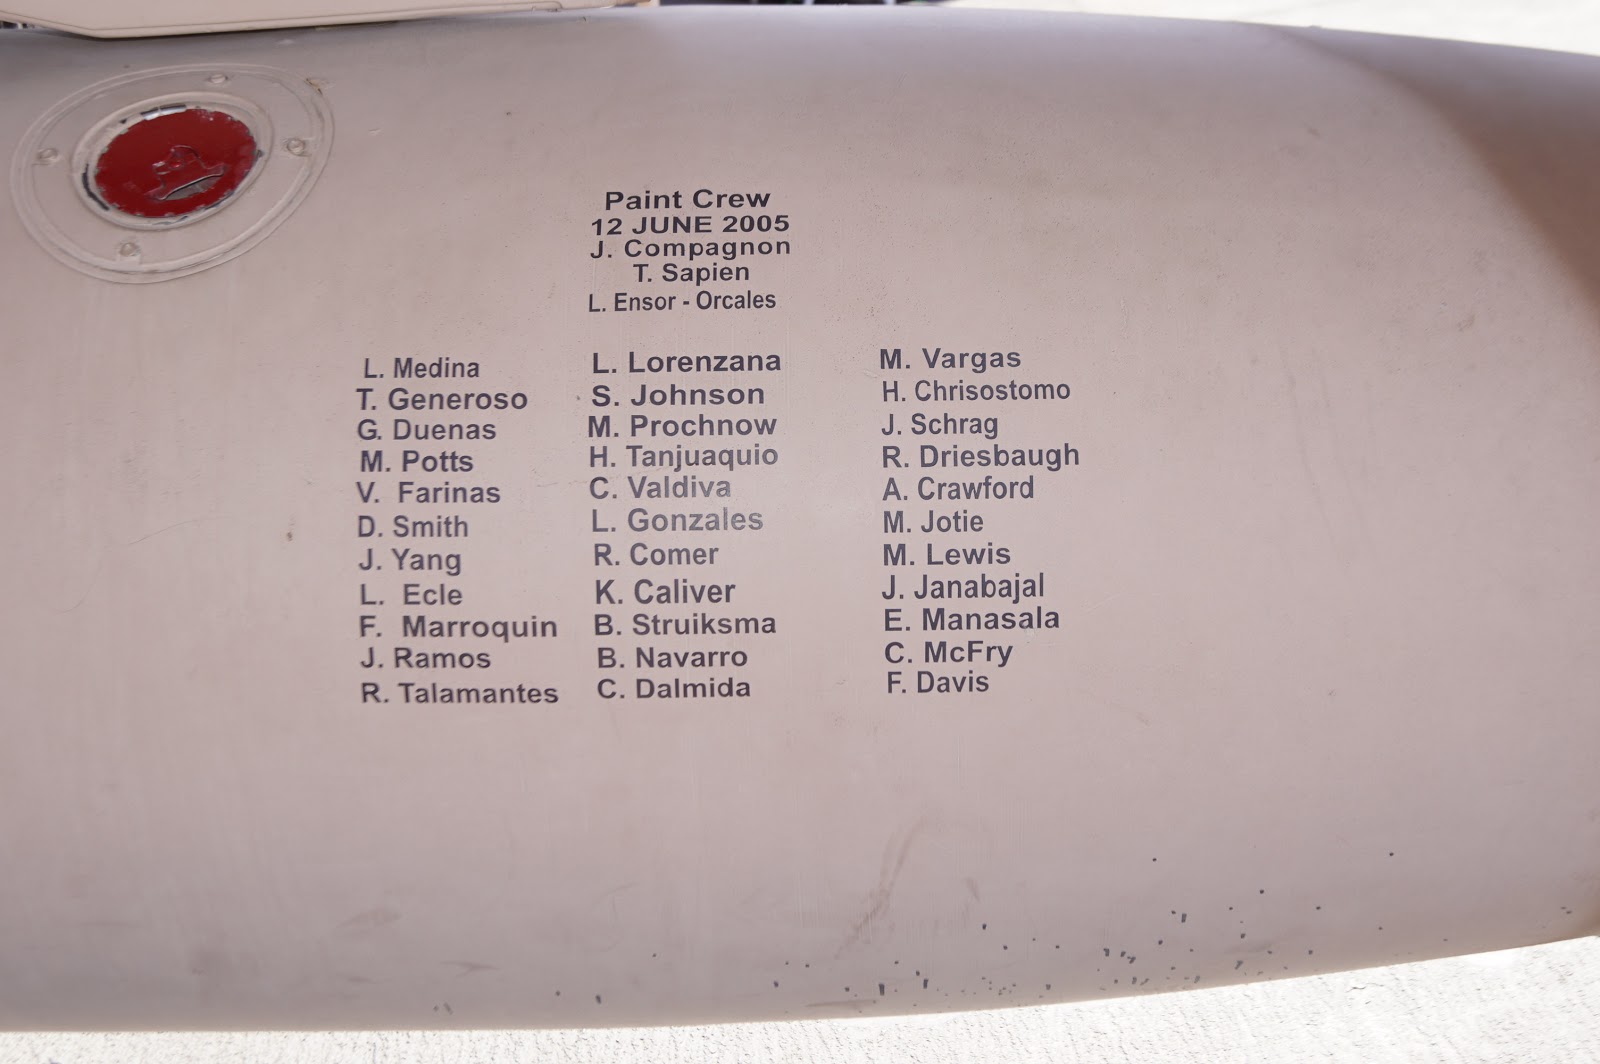 Paint Crew
12 JUNE 2005
J. Compagnon
T. Sapien
L. Ensor - Orcales
L. Medina
T. Generoso
G. Duenas
M. Potts
V. Farinas
D. Smith
J. Yang
L. Ecle
F. Marroquin
J. Ramos
R. Talamantes
L. Lorenzana
S. Johnson
M. Prochnow
H. Tanjuaquio
C. Valdiva
L. Gonzales
R. Comer
K. Caliver
B. Struiksma
B. Navarro
C. Dalmida
M. Vargas
H. Chrisostomo
J. Schrag
R. Driesbaugh
A. Crawford
M. Jotie
M. Lewis
J. Janabajal
E. Manasala
C. McFry
F. Davis